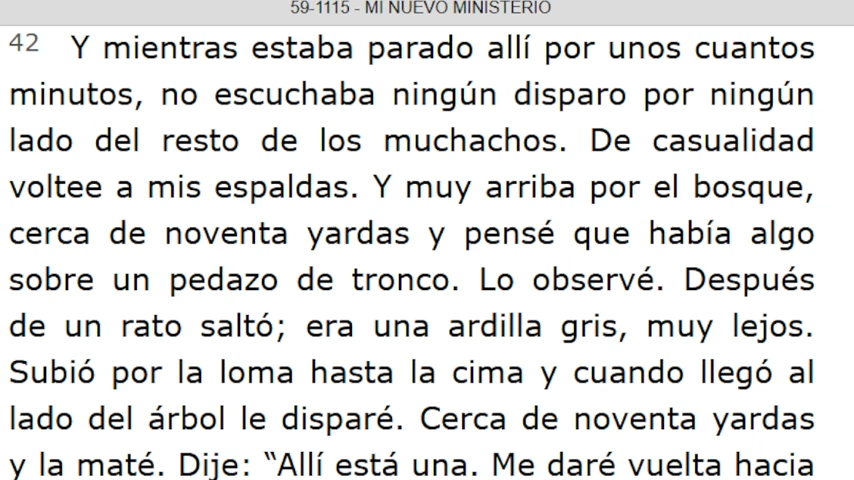 59-1115 - MI NUEVO MINISTERIO
42 Y mientras estaba parado allí por unos cuantos
minutos, no escuchaba ningún disparo por ningún
lado del resto de los muchachos. De casualidad
voltee a mis espaldas. Y muy arriba por el bosque,
cerca de noventa yardas y pensé que había algo
sobre un pedazo de tronco. Lo observé. Después
de un rato saltó; era una ardilla gris, muy lejos.
Subió por la loma hasta la cima y cuando llegó al
lado del árbol le disparé. Cerca de noventa yardas
y la maté. Dije: “Allí está una. Me daré vuelta hacia